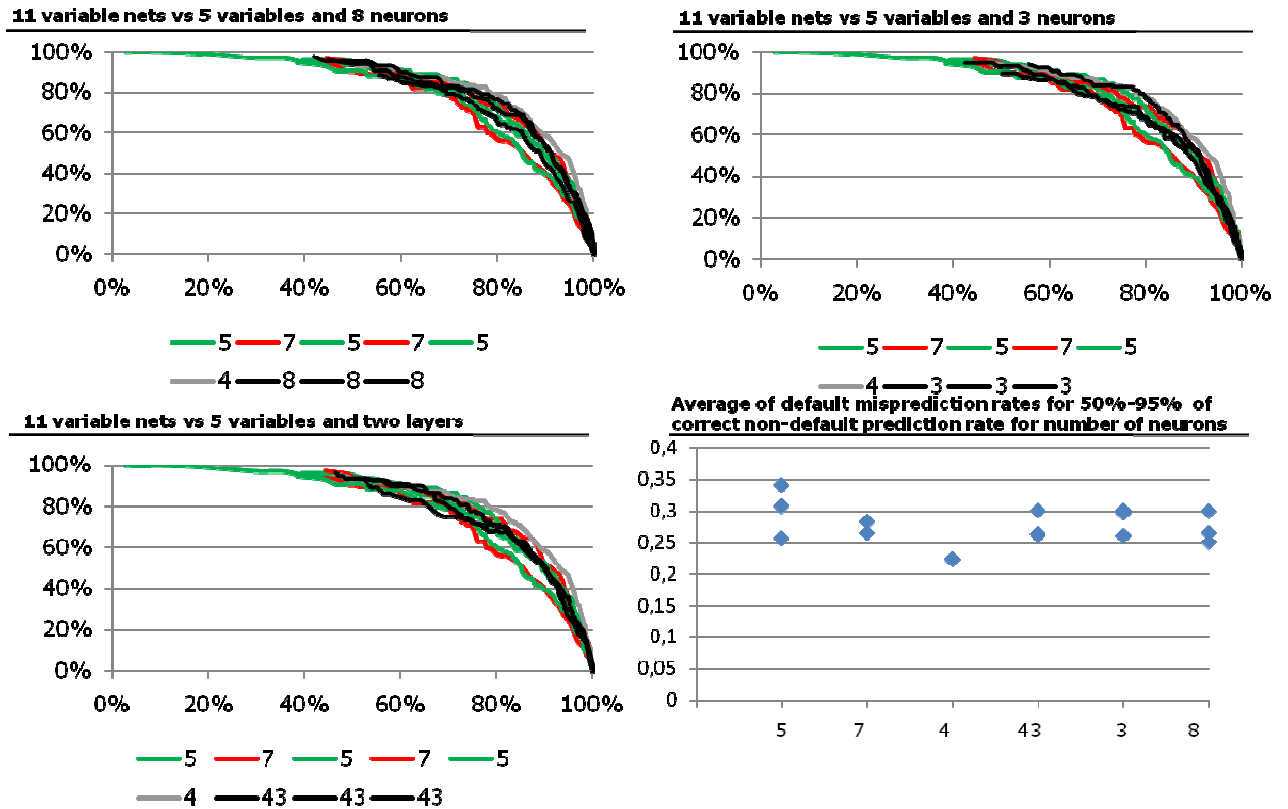 11 variable nets vs 5 variables and 8 neurons
100%
80%
60%
40%
20%
0%
0% 20% 40% 60% 80% 100%
5 7 5 7 5
4 8 8 8
11 variable nets vs 5 variables and 3 neurons
100%
80%
60%
40%
20%
0%
0% 20% 40% 60% 80% 100%
5 7 5 7 5
4 3 3 3
11 variable nets vs 5 variables and two layers
100%
80%
60%
40%
20%
0%
0% 20% 40% 60% 80% 100%
5 7 5 7 5
4 43 43 43
Average of default misprediction rates for 50%-95% of
correct non-default prediction rate for number of neurons
0,4
0,35
0,3
0,25
0,2
0,15
0,1
0,05
0
5 7 4 43 3 8